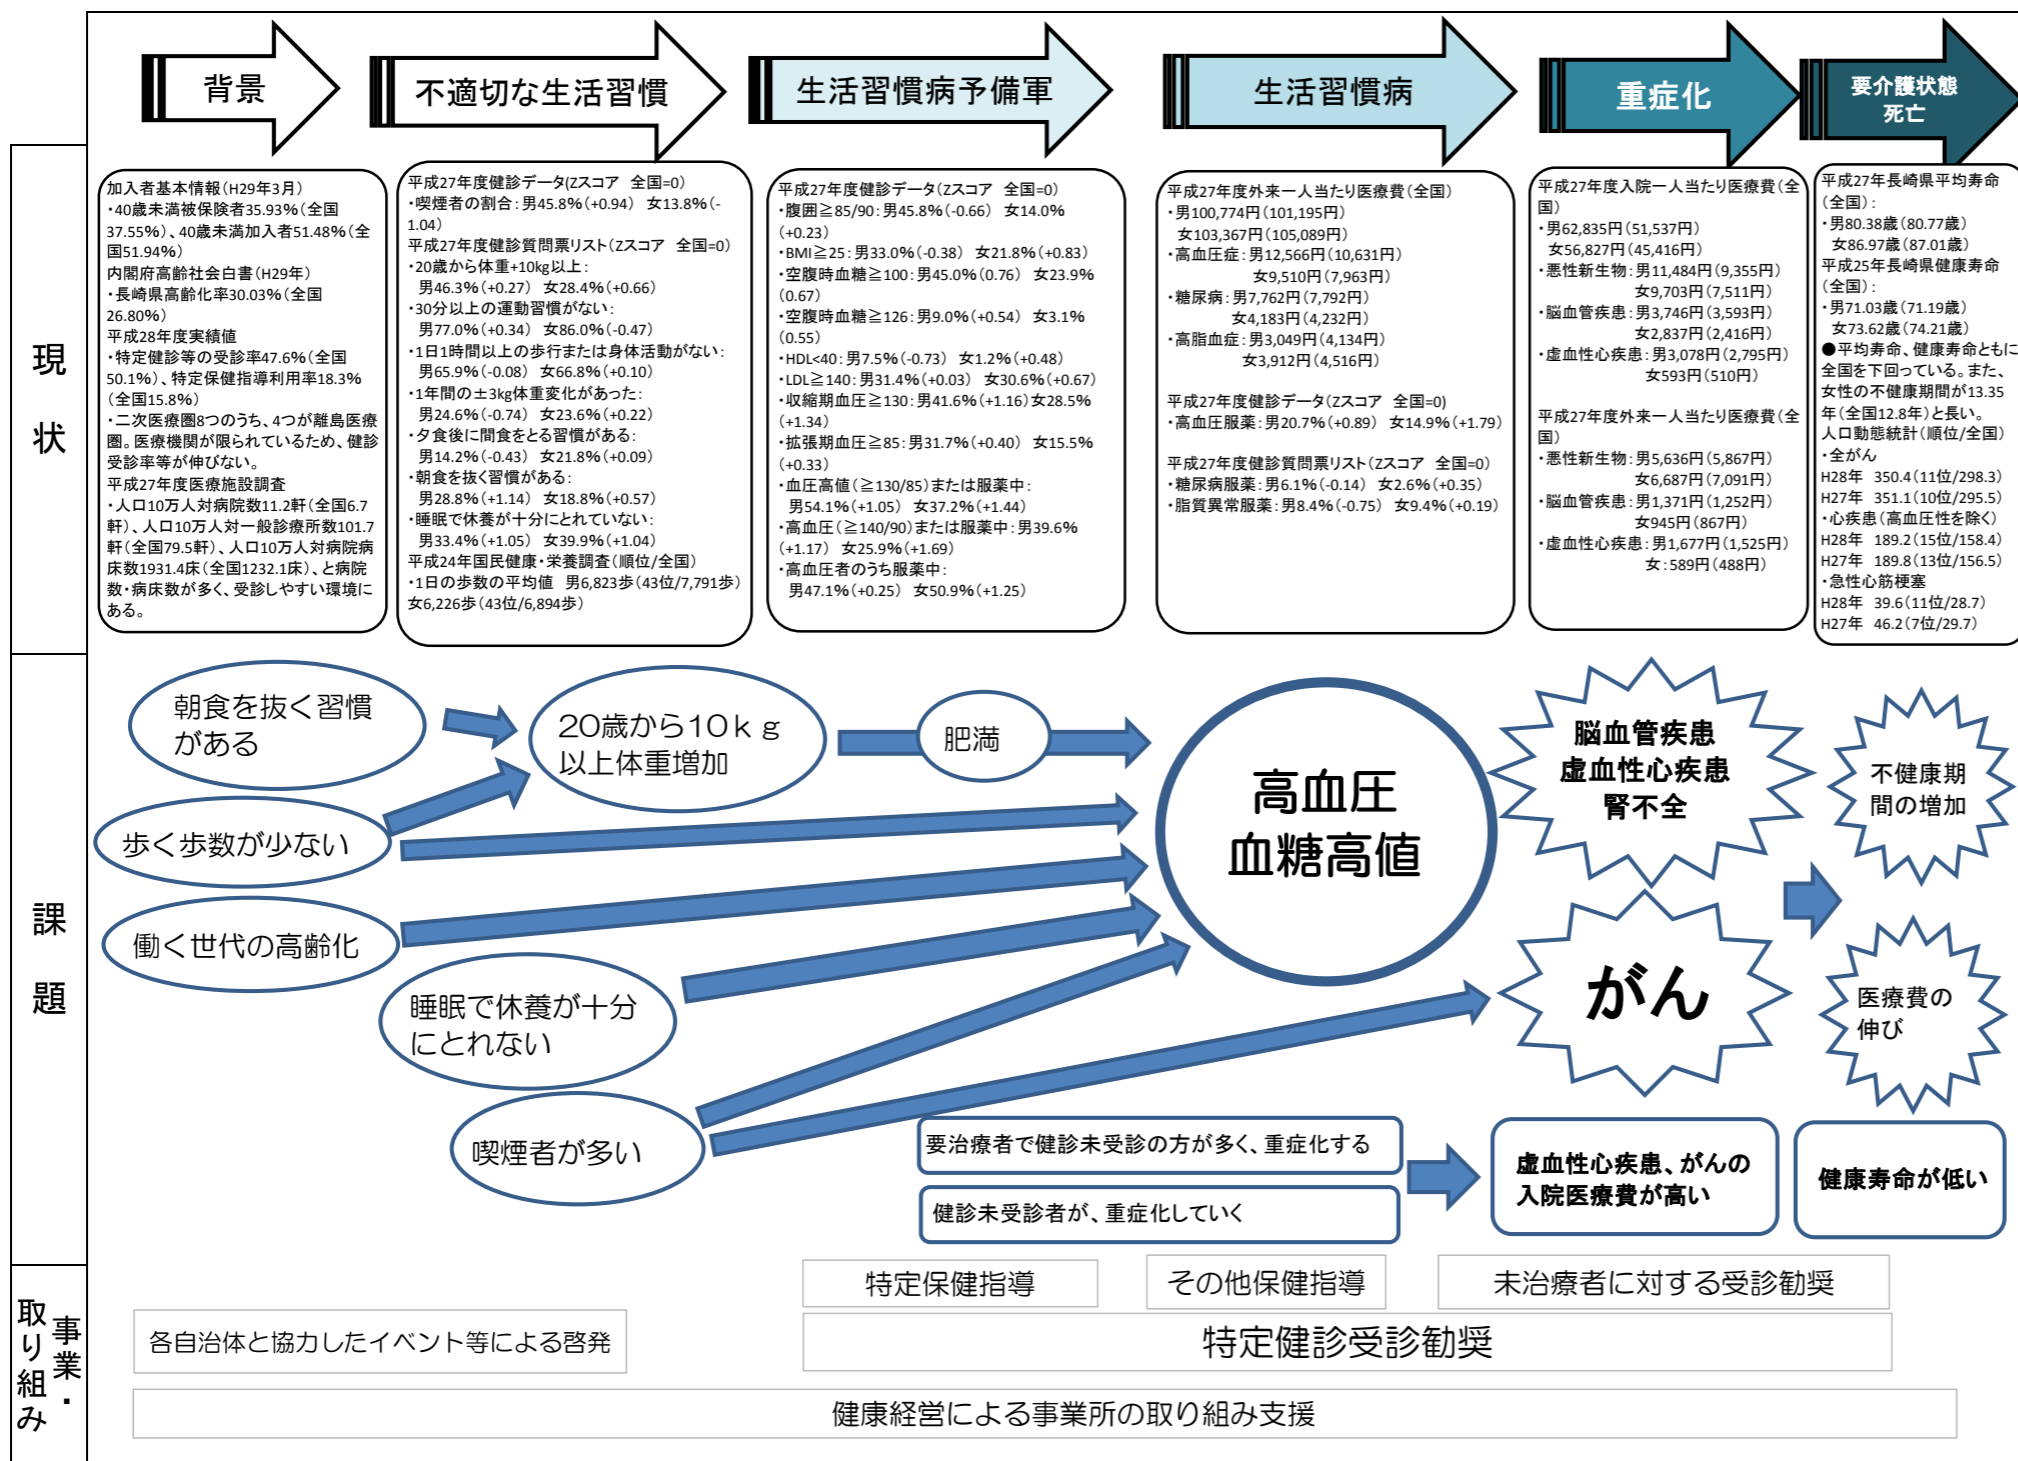 背景
不適切な生活習慣
生活習慣病予備軍
生活習慣病
重症化
要介護状態
死亡
現状
加入者基本情報(H29年3月)
・40歳未満被保険者35.93%(全国
37.55%)、40歳未満加入者51.48%(全
国51.94%)
内閣府高齢社会白書(H29年)
・長崎県高齢化率30.03%(全国
26.80%)
平成28年度実績値
・特定健診等の受診率47.6%(全国
50.1%)、特定保健指導利用率18.3%
(全国15.8%)
・二次医療圏8つのうち、4つが離島医療
圏。医療機関が限られているため、健診
受診率等が伸びない。
平成27年度医療施設調査
・人口10万人対病院数11.2軒(全国6.7
軒)、人口10万人対一般診療所数101.7
軒(全国79.5軒)、人口10万人対病院病
床数1931.4床(全国1232.1床)、と病院
数・病床数が多く、受診しやすい環境に
ある。
平成27年度健診データ(Zスコア 全国=0)
・喫煙者の割合:男45.8%(+0.94) 女13.8%(-
1.04)
平成27年度健診質問票リスト(Zスコア 全国=0)
・20歳から体重+10kg以上:
男46.3%(+0.27) 女28.4%(+0.66)
・30分以上の運動習慣がない:
男77.0%(+0.34) 女86.0%(-0.47)
・1日1時間以上の歩行または身体活動がない:
男65.9%(-0.08) 女66.8%(+0.10)
・1年間の±3kg体重変化があった:
男24.6%(-0.74) 女23.6%(+0.22)
・夕食後に間食をとる習慣がある:
男14.2%(-0.43) 女21.8%(+0.09)
・朝食を抜く習慣がある:
男28.8%(+1.14) 女18.8%(+0.57)
・睡眠で休養が十分にとれていない:
男33.4%(+1.05) 女39.9%(+1.04)
平成24年国民健康・栄養調査(順位/全国)
・1日の歩数の平均値 男6,823歩(43位/7,791歩)
女6,226歩(43位/6,894歩)
平成27年度健診データ(Zスコア 全国=0)
・腹囲≧85/90:男45.8%(-0.66) 女14.0%
(+0.23)
・BMI≧25:男33.0%(-0.38) 女21.8%(+0.83)
・空腹時血糖≧100:男45.0%(0.76) 女23.9%
(0.67)
・空腹時血糖≧126:男9.0%(+0.54) 女3.1%
(0.55)
・HDL<40:男7.5%(-0.73) 女1.2%(+0.48)
・LDL≧140:男31.4%(+0.03) 女30.6%(+0.67)
・収縮期血圧≧130:男41.6%(+1.16)女28.5%
(+1.34)
・拡張期血圧≧85:男31.7%(+0.40) 女15.5%
(+0.33)
・血圧高値(≧130/85)または服薬中:
男54.1%(+1.05) 女37.2%(+1.44)
・高血圧(≧140/90)または服薬中:男39.6%
(+1.17) 女25.9%(+1.69)
・高血圧者のうち服薬中:
男47.1%(+0.25) 女50.9%(+1.25)
平成27年度外来一人当たり医療費(全国)
・男100,774円(101,195円)
女103,367円(105,089円)
・高血圧症:男12,566円(10,631円)
女9,510円(7,963円)
・糖尿病:男7,762円(7,792円)
女4,183円(4,232円)
・高脂血症:男3,049円(4,134円)
女3,912円(4,516円)
平成27年度健診データ(Zスコア 全国=0)
・高血圧服薬:男20.7%(+0.89) 女14.9%(+1.79)
平成27年度健診質問票リスト(Zスコア 全国=0)
・糖尿病服薬:男6.1%(-0.14) 女2.6%(+0.35)
・脂質異常服薬:男8.4%(-0.75) 女9.4%(+0.19)
平成27年度入院一人当たり医療費(全
国)
・男62,835円(51,537円)
女56,827円(45,416円)
・悪性新生物:男11,484円(9,355円)
女9,703円(7,511円)
・脳血管疾患:男3,746円(3,593円)
女2,837円(2,416円)
・虚血性心疾患:男3,078円(2,795円)
女593円(510円)
平成27年度外来一人当たり医療費(全
国)
・悪性新生物:男5,636円(5,867円)
女6,687円(7,091円)
・脳血管疾患:男1,371円(1,252円)
女945円(867円)
・虚血性心疾患:男1,677円(1,525円)
女:589円(488円)
平成27年長崎県平均寿命
(全国):
・男80.38歳(80.77歳)
女86.97歳(87.01歳)
平成25年長崎県健康寿命
(全国):
・男71.03歳(71.19歳)
女73.62歳(74.21歳)
●平均寿命、健康寿命ともに
全国を下回っている。また、
女性の不健康期間が13.35
年(全国12.8年)と長い。
人口動態統計(順位/全国)
・全がん
H28年 350.4(11位/298.3)
H27年 351.1(10位/295.5)
・心疾患(高血圧性を除く)
H28年 189.2(15位/158.4)
H27年 189.8(13位/156.5)
・急性心筋梗塞
H28年 39.6(11位/28.7)
H27年 46.2(7位/29.7)
課題
朝食を抜く習慣
がある
20歳から10kg
以上体重増加
肥満
歩く歩数が少ない
働く世代の高齢化
睡眠で休養が十分
にとれない
喫煙者が多い
高血圧
血糖高値
脳血管疾患
虚血性心疾患
腎不全
がん
不健康期
間の増加
医療費の
伸び
要治療者で健診未受診の方が多く、重症化する
健診未受診者が、重症化していく
虚血性心疾患、がんの
入院医療費が高い
健康寿命が低い
事業・
取り組み
特定保健指導
その他保健指導
未治療者に対する受診勧奨
各自治体と協力したイベント等による啓発
特定健診受診勧奨
健康経営による事業所の取り組み支援